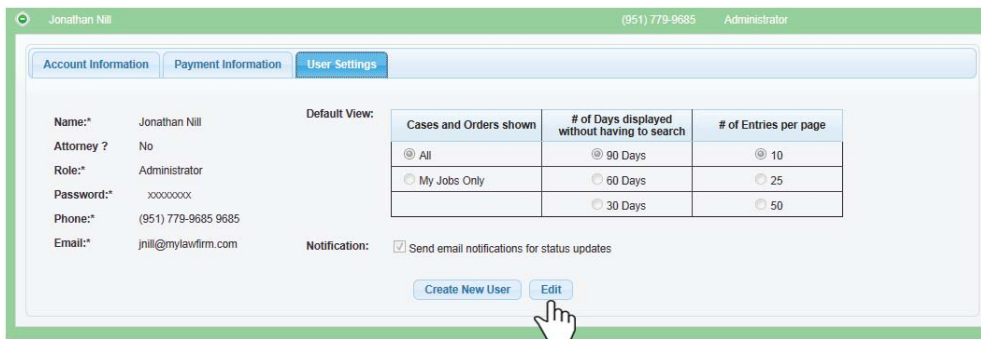 Jonathan Nill (951) 779-9685 Administrator
Account Information Payment Information User Settings
Name:* Jonathan Nill
Attorney ? No
Role:* Administrator
Password:* xxxxxxxx
Phone:* (951) 779-9685 9685
Email:* jnill@mylawfirm.com
Default View:
Cases and Orders shown # of Days displayed without having to search # of Entries per page
All 90 Days 10
My Jobs Only 60 Days 25
30 Days 50
Notification: Send email notifications for status updates
Create New User Edit